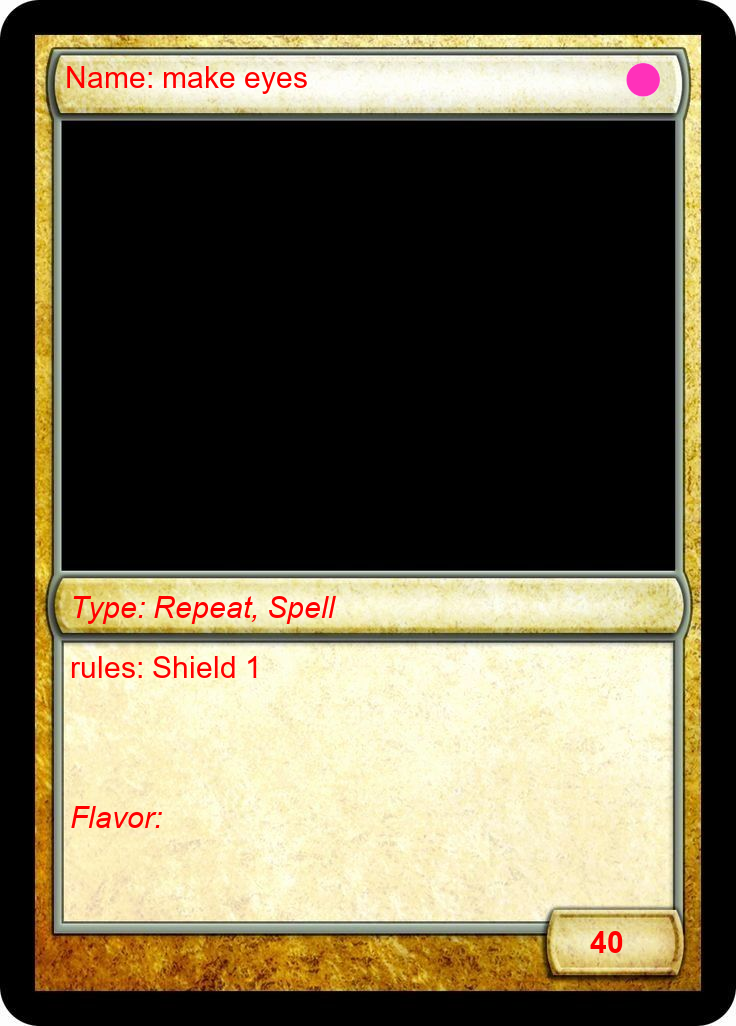 Name: make eyes
Type: Repeat, Spell
rules: Shield 1
Flavor:
40